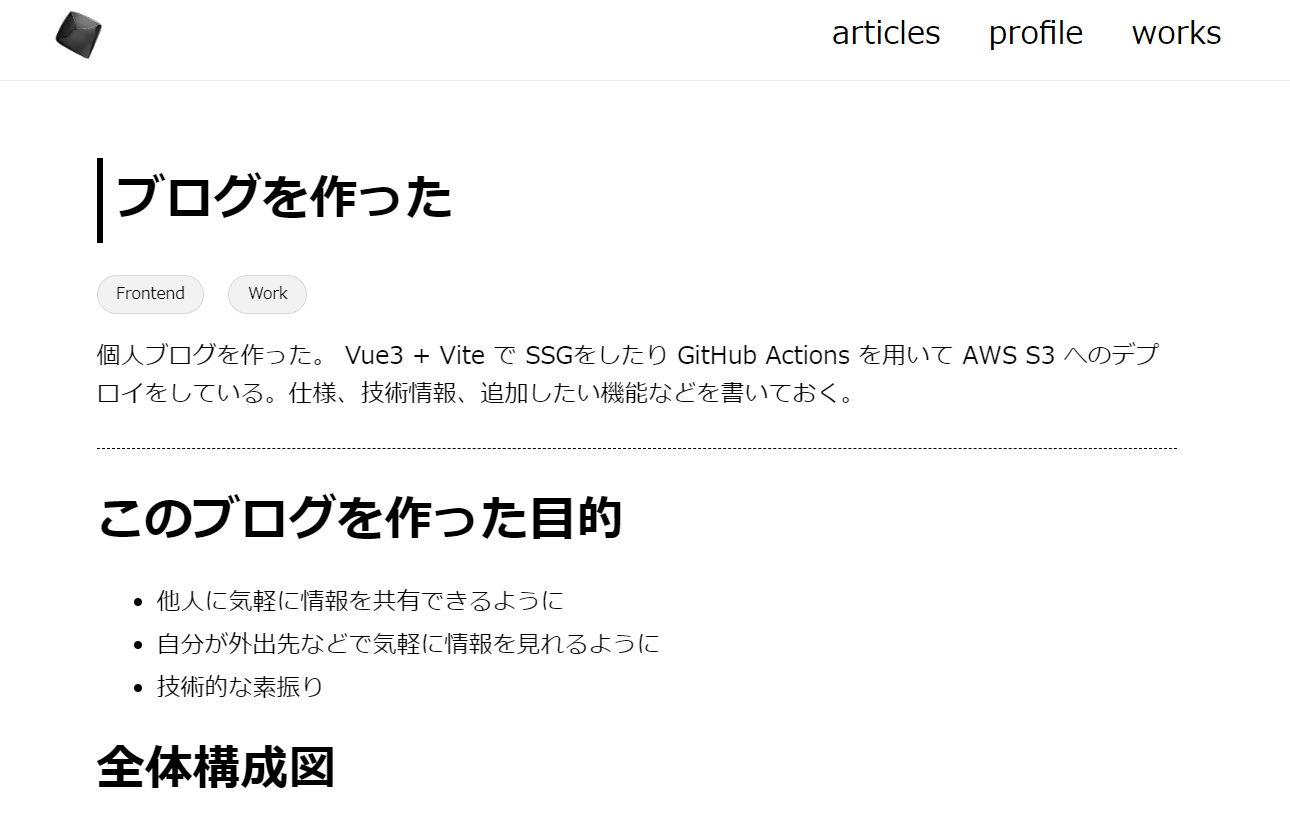 articles profile works
ブログを作った
Frontend Work
個人ブログを作った。 Vue3 + Vite で SSGをしたり GitHub Actions を用いて AWS S3 へのデプ
ロイをしている。仕様、技術情報、追加したい機能などを書いておく。
このブログを作った目的
他人に気軽に情報を共有できるように
自分が外出先などで気軽に情報を見れるように
技術的な素振り
全体構成図